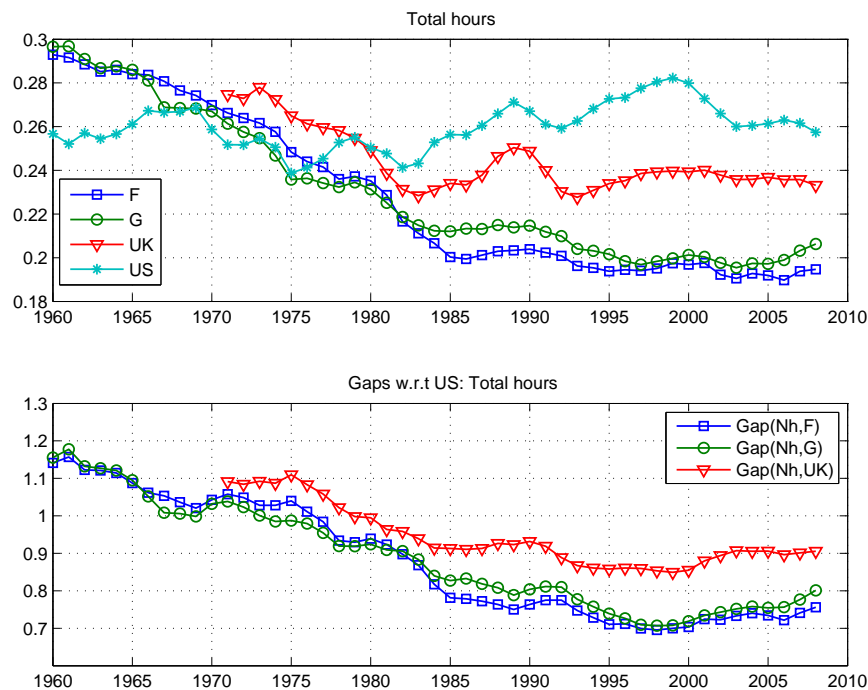 Total hours
0.3
0.28
0.26
0.24
0.22
0.2
0.18
F
G
UK
US
1960 1965 1970 1975 1980 1985 1990 1995 2000 2005 2010
Gaps w.r.t US: Total hours
1.3
1.2
1.1
1
0.9
0.8
0.7
Gap(Nh,F)
Gap(Nh,G)
Gap(Nh,UK)
1960 1965 1970 1975 1980 1985 1990 1995 2000 2005 2010